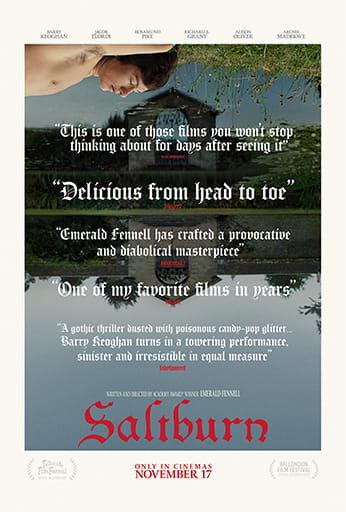 BARRY KEOGHAN JACOB ELORDI ROSAMUND PIKE RICHARD E. GRANT ALISON OLIVER ARCHIE MADEKWE
“This is one of those films you won’t stop
thinking about for days after seeing it”
“Delicious from head to toe”
“Emerald Fennell has crafted a provocative
and diabolical masterpiece”
“One of my favorite films in years”
“A gothic thriller dusted with poisonous candy-pop glitter...
Barry Keoghan turns in a towering performance,
sinister and irresistible in equal measure”
Entertainment
WRITTEN AND DIRECTED BY ACADEMY AWARD® WINNER EMERALD FENNELL
Saltburn
ONLY IN CINEMAS
NOVEMBER 17
Telluride
Film Festival
BFI LONDON
FILM FESTIVAL